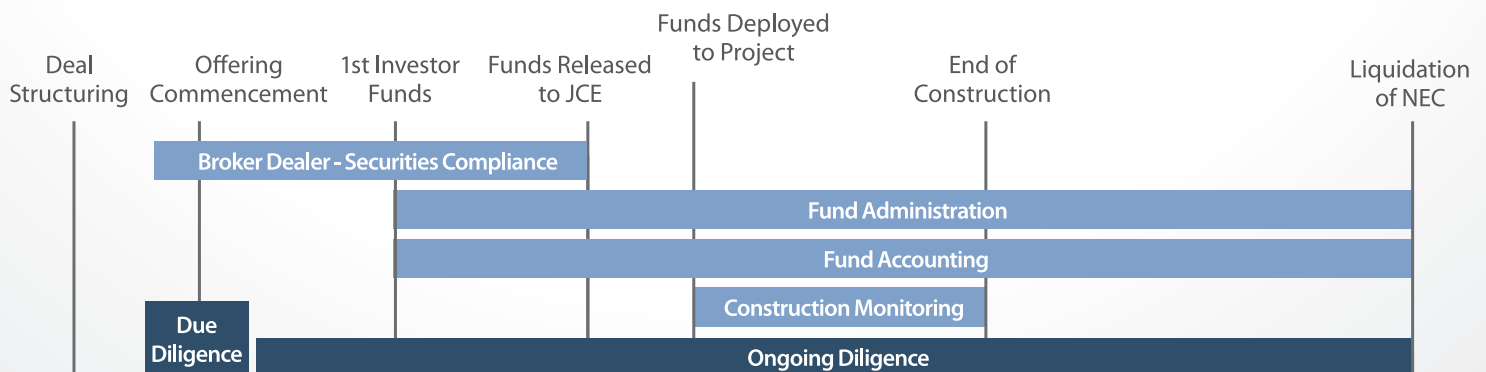 Deal
Structuring
Offering
Commencement
1st Investor
Funds
Funds Released
to JCE
Funds Deployed
to Project
End of
Construction
Liquidation
of NEC
Broker Dealer - Securities Compliance
Fund Administration
Fund Accounting
Construction Monitoring
Due
Diligence
Ongoing Diligence